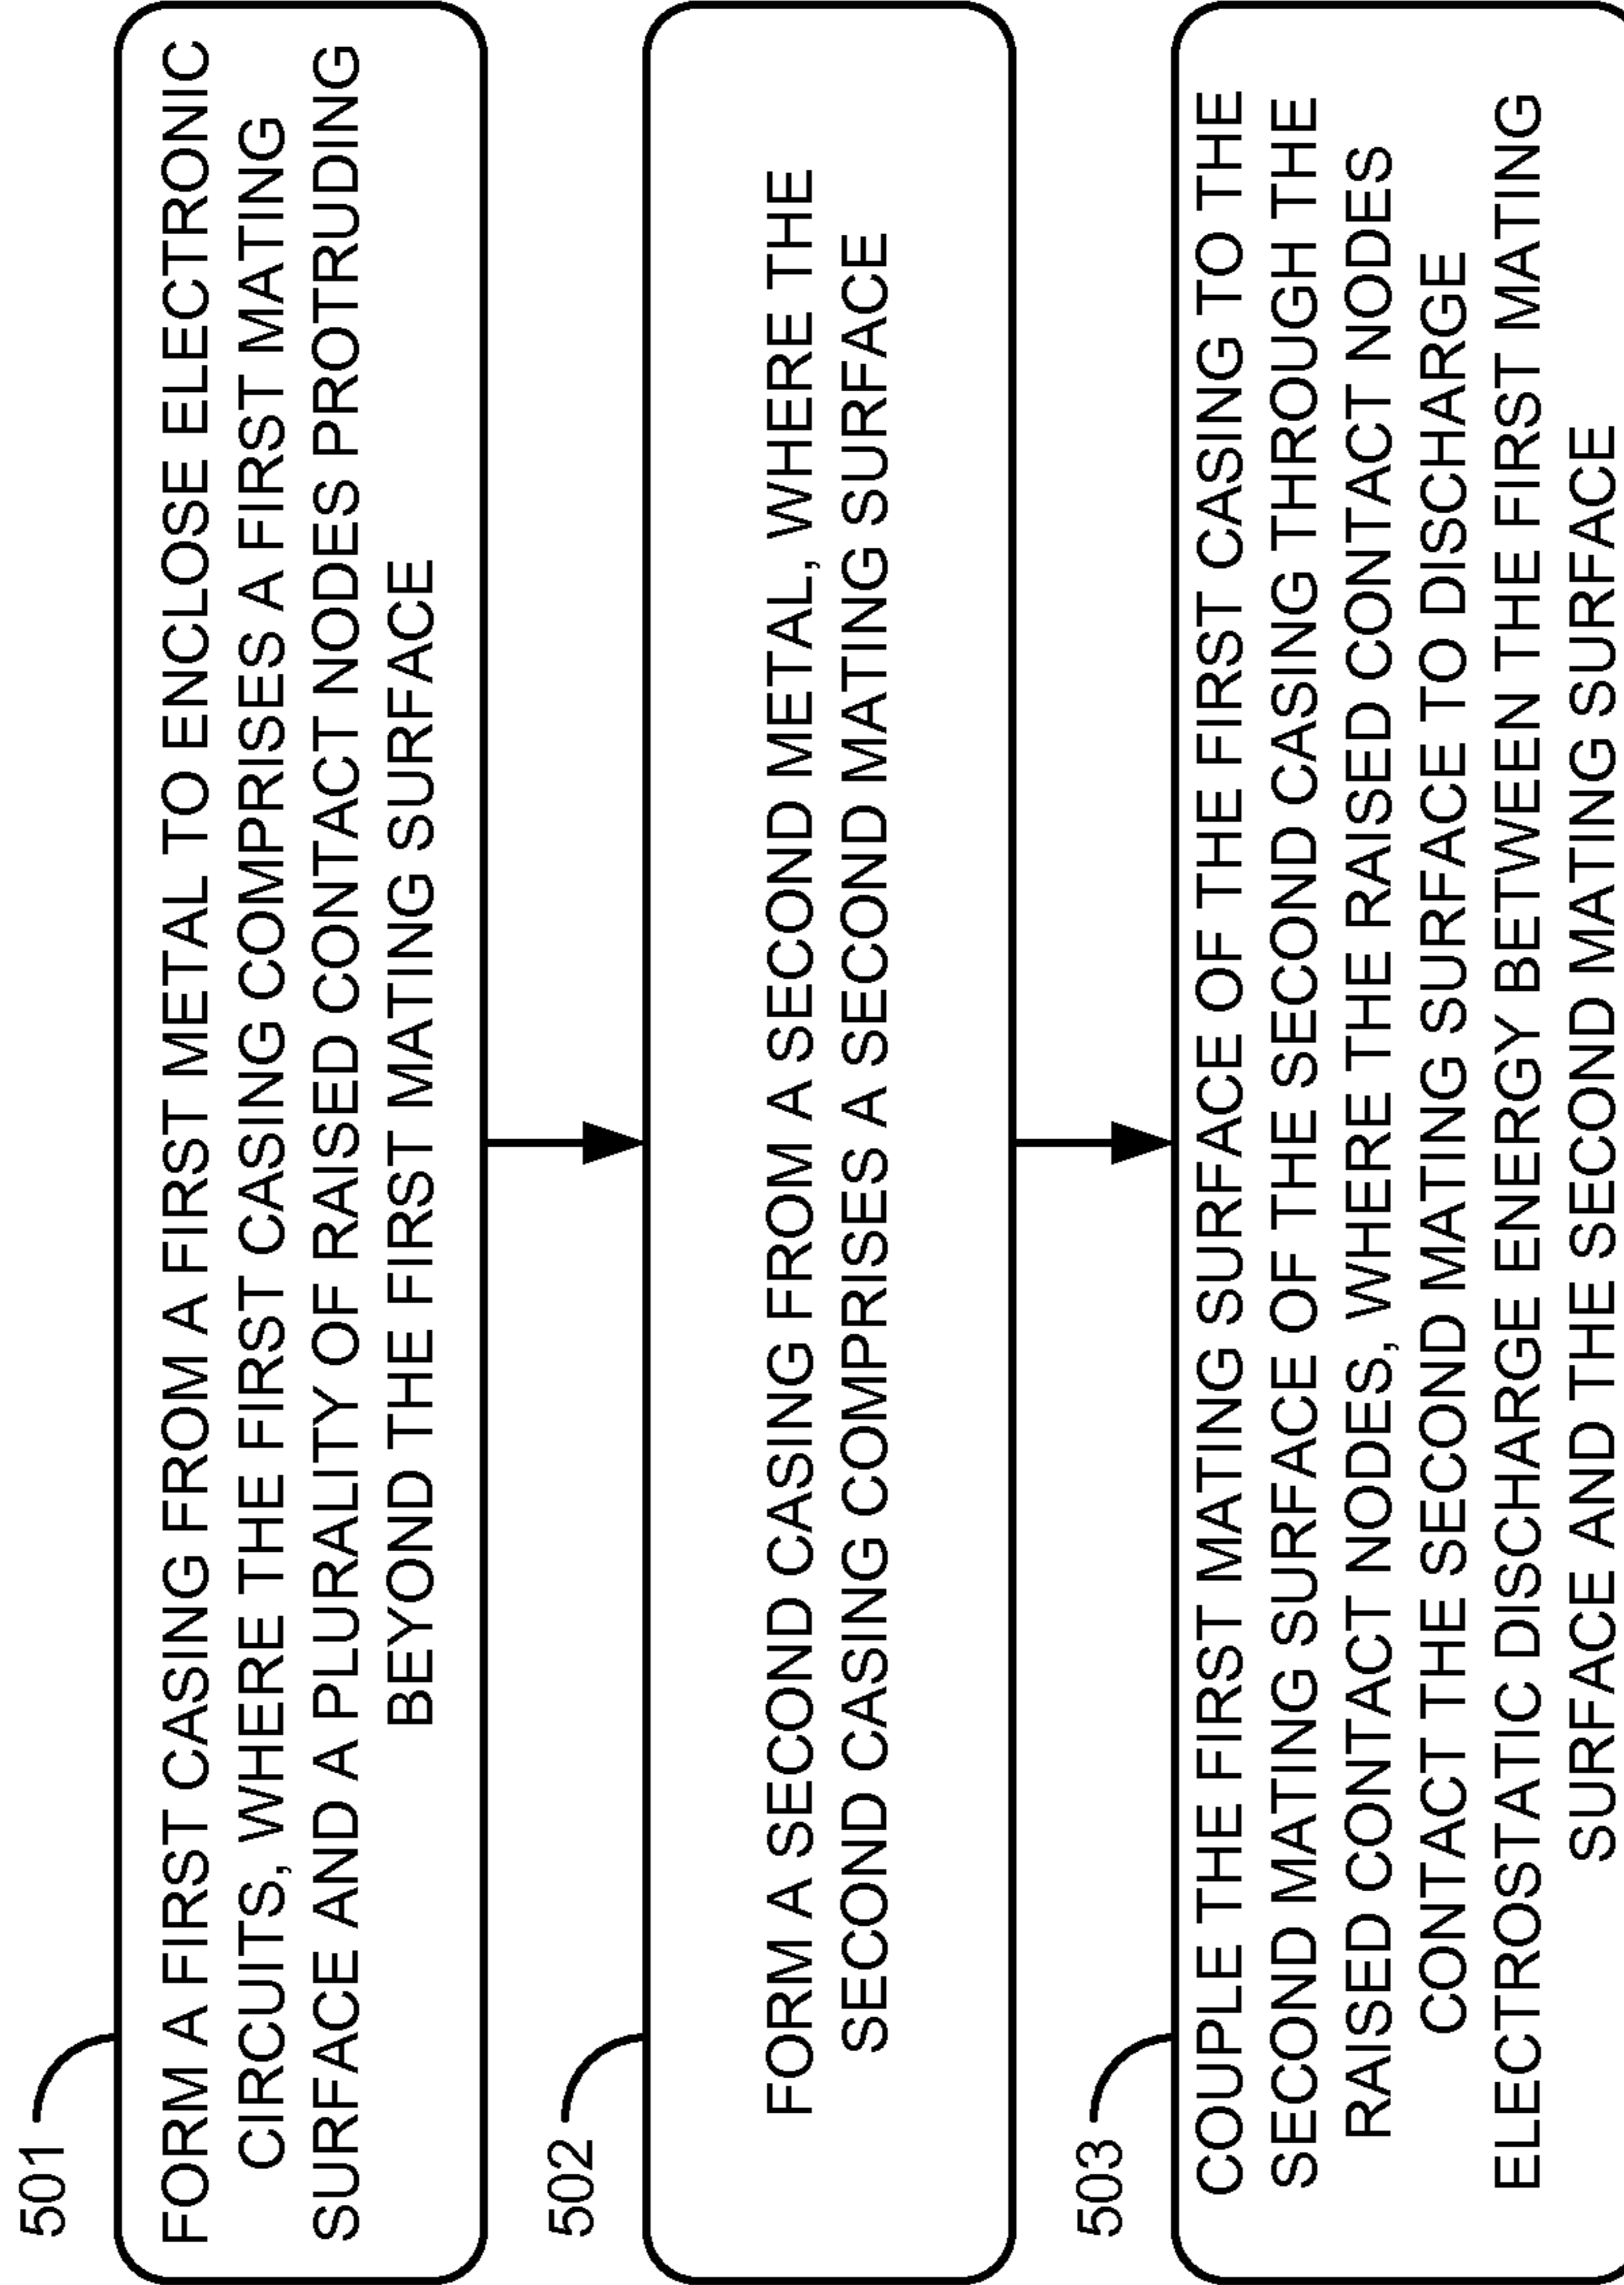 501
FORM A FIRST CASING FROM A FIRST METAL TO ENCLOSE ELECTRONIC
CIRCUITS, WHERE THE FIRST CASING COMPRISES A FIRST MATING
SURFACE AND A PLURALITY OF RAISED CONTACT NODES PROTRUDING
BEYOND THE FIRST MATING SURFACE
502
FORM A SECOND CASING FROM A SECOND METAL, WHERE THE
SECOND CASING COMPRISES A SECOND MATING SURFACE
503
COUPLE THE FIRST MATING SURFACE OF THE FIRST CASING TO THE
SECOND MATING SURFACE OF THE SECOND CASING THROUGH THE
RAISED CONTACT NODES, WHERE THE RAISED CONTACT NODES
CONTACT THE SECOND MATING SURFACE TO DISCHARGE
ELECTROSTATIC DISCHARGE ENERGY BETWEEN THE FIRST MATING
SURFACE AND THE SECOND MATING SURFACE